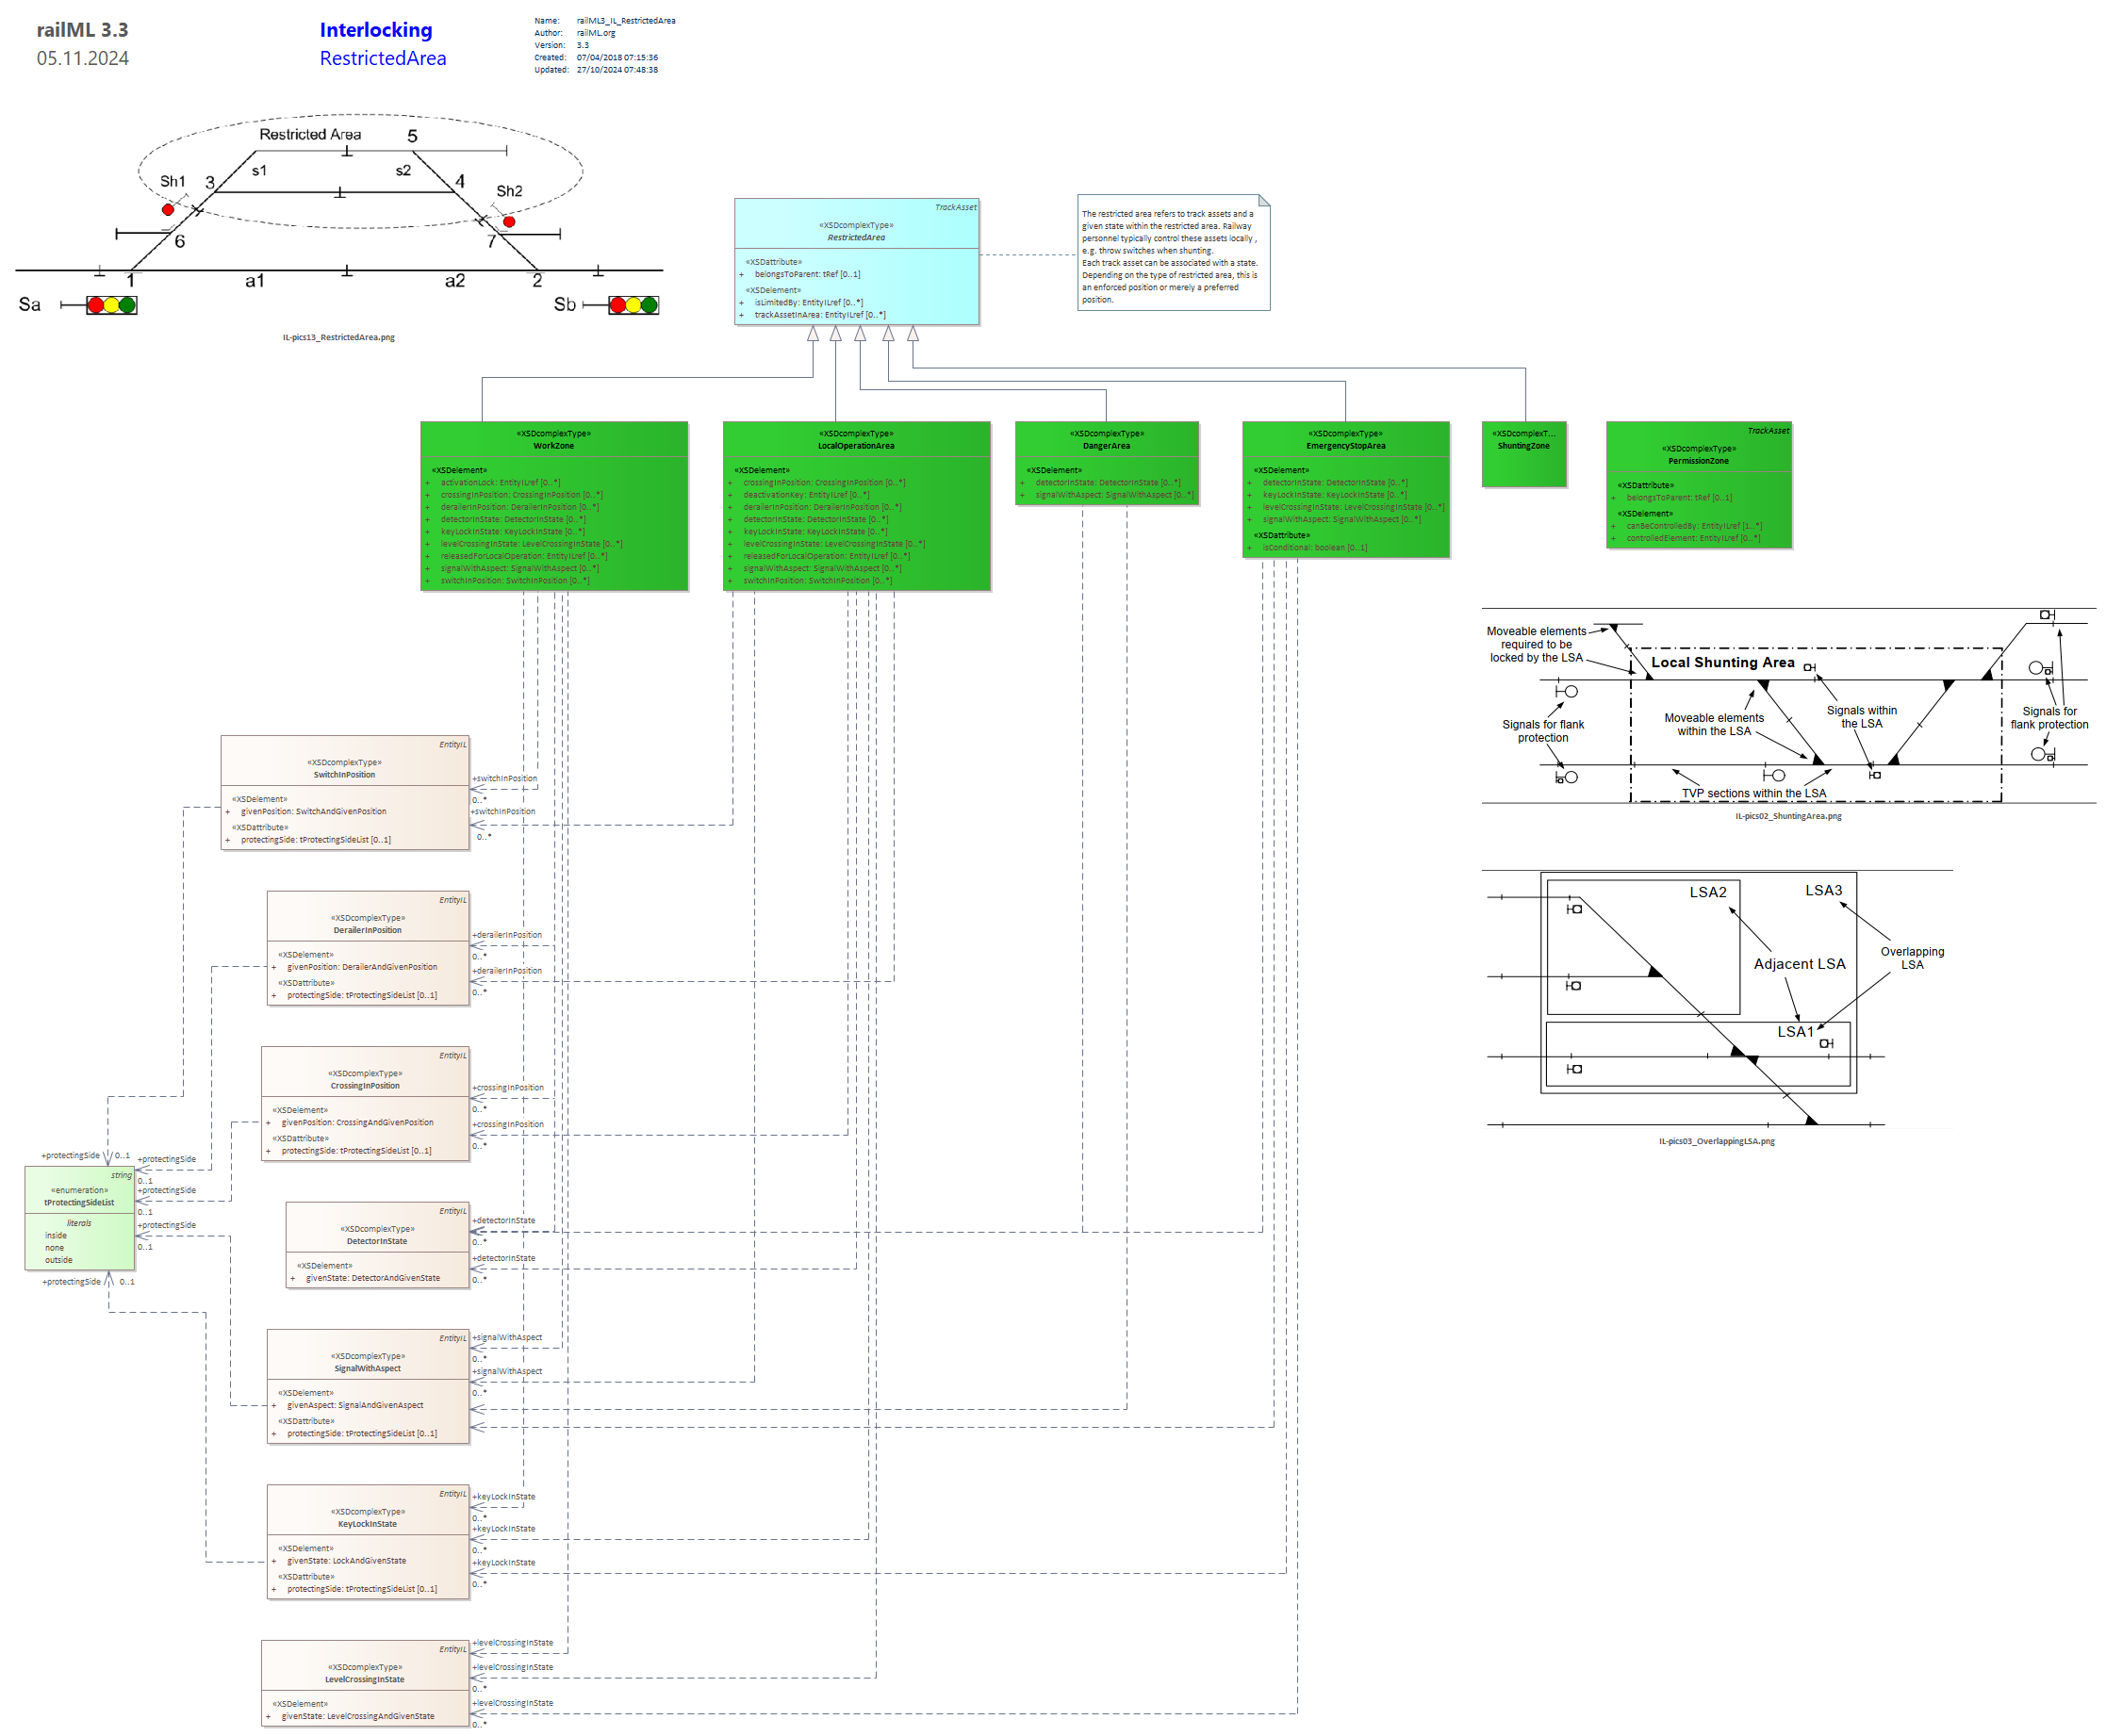 railML 3.3
05.11.2024
Interlocking
RestrictedArea
Name: railML3_IL_RestrictedArea
Author: railML.org
Version: 3.3
Created: 07/04/2018 07:15:36
Updated: 27/10/2024 07:48:38
Restricted Area
5
s1
s2
Sh1
3
4
Sh2
6
7
1
a1
a2
2
Sa
Sb
IL-pics13_RestrictedArea.png
TrackAsset
«XSDcomplexType»
RestrictedArea
«XSDattribute»
+ belongsToParent: tRef [0..1]
«XSDelement»
+ isLimitedBy: EntityILref [0..*]
+ trackAssetInArea: EntityILref [0..*]
The restricted area refers to track assets and a
given state within the restricted area. Railway
personnel typically control these assets locally ,
e.g. throw switches when shunting.
Each track asset can be associated with a state.
Depending on the type of restricted area, this is
an enforced position or merely a preferred
position.
«XSDcomplexType»
WorkZone
«XSDelement»
+ activationLock: EntityILref [0..*]
+ crossingInPosition: CrossingInPosition [0..*]
+ derailerInPosition: DerailerInPosition [0..*]
+ detectorInState: DetectorInState [0..*]
+ keyLockInState: KeyLockInState [0..*]
+ levelCrossingInState: LevelCrossingInState [0..*]
+ releasedForLocalOperation: EntityILref [0..*]
+ signalWithAspect: SignalWithAspect [0..*]
+ switchInPosition: SwitchInPosition [0..*]
«XSDcomplexType»
LocalOperationArea
«XSDelement»
+ crossingInPosition: CrossingInPosition [0..*]
+ deactivationKey: EntityILref [0..*]
+ derailerInPosition: DerailerInPosition [0..*]
+ detectorInState: DetectorInState [0..*]
+ keyLockInState: KeyLockInState [0..*]
+ levelCrossingInState: LevelCrossingInState [0..*]
+ releasedForLocalOperation: EntityILref [0..*]
+ signalWithAspect: SignalWithAspect [0..*]
+ switchInPosition: SwitchInPosition [0..*]
«XSDcomplexType»
DangerArea
«XSDelement»
+ detectorInState: DetectorInState [0..*]
+ signalWithAspect: SignalWithAspect [0..*]
«XSDcomplexType»
EmergencyStopArea
«XSDelement»
+ detectorInState: DetectorInState [0..*]
+ keyLockInState: KeyLockInState [0..*]
+ levelCrossingInState: LevelCrossingInState [0..*]
+ signalWithAspect: SignalWithAspect [0..*]
«XSDattribute»
+ isConditional: boolean [0..1]
«XSDcomplexT...
ShuntingZone
TrackAsset
«XSDcomplexType»
PermissionZone
«XSDattribute»
+ belongsToParent: tRef [0..1]
«XSDelement»
+ canBeControlledBy: EntityILref [1..*]
+ controlledElement: EntityILref [0..*]
Moveable elements
required to be
locked by the LSA
Local Shunting Area
Signals for flank
protection
Moveable elements
within the LSA
Signals within
the LSA
Signals for
flank protection
TVP sections within the LSA
IL-pics02_ShuntingArea.png
LSA2
LSA3
Adjacent LSA
Overlapping
LSA
LSA1
IL-pics03_OverlappingLSA.png
EntityIL
«XSDcomplexType»
SwitchInPosition
«XSDelement»
+ givenPosition: SwitchAndGivenPosition
«XSDattribute»
+ protectingSide: tProtectingSideList [0..1]
+switchInPosition
0..*
+switchInPosition
0..*
EntityIL
«XSDcomplexType»
DerailerInPosition
«XSDelement»
+ givenPosition: DerailerAndGivenPosition
«XSDattribute»
+ protectingSide: tProtectingSideList [0..1]
+derailerInPosition
0..*
+derailerInPosition
0..*
EntityIL
«XSDcomplexType»
CrossingInPosition
«XSDelement»
+ givenPosition: CrossingAndGivenPosition
«XSDattribute»
+ protectingSide: tProtectingSideList [0..1]
+crossingInPosition
0..*
+crossingInPosition
0..*
+protectingSide 0..1
+protectingSide
0..1
+protectingSide
0..1
+protectingSide
0..1
string
«enumeration»
tProtectingSideList
literals
inside
none
outside
+protectingSide 0..1
EntityIL
«XSDcomplexType»
DetectorInState
«XSDelement»
+ givenState: DetectorAndGivenState
+detectorInState
0..*
+detectorInState
0..*
EntityIL
«XSDcomplexType»
SignalWithAspect
«XSDelement»
+ givenAspect: SignalAndGivenAspect
«XSDattribute»
+ protectingSide: tProtectingSideList [0..1]
+signalWithAspect
0..*
+signalWithAspect
0..*
EntityIL
«XSDcomplexType»
KeyLockInState
«XSDelement»
+ givenState: LockAndGivenState
«XSDattribute»
+ protectingSide: tProtectingSideList [0..1]
+keyLockInState
0..*
+keyLockInState
0..*
+keyLockInState
0..*
EntityIL
«XSDcomplexType»
LevelCrossingInState
«XSDelement»
+ givenState: LevelCrossingAndGivenState
+levelCrossingInState
+levelCrossingInState
0..*
+levelCrossingInState
0..*